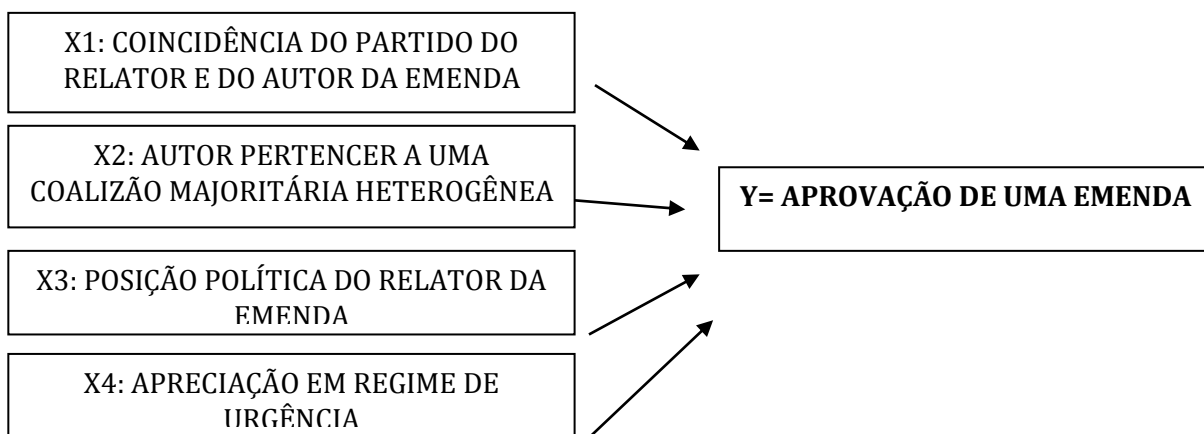 X1: COINCIDÊNCIA DO PARTIDO DO
RELATOR E DO AUTOR DA EMENDA
X2: AUTOR PERTENCER A UMA
COALIZÃO MAJORITÁRIA HETEROGÊNEA
Y= APROVAÇÃO DE UMA EMENDA
X3: POSIÇÃO POLÍTICA DO RELATOR DA
EMENDA
X4: APRECIAÇÃO EM REGIME DE
URGÊNCIA